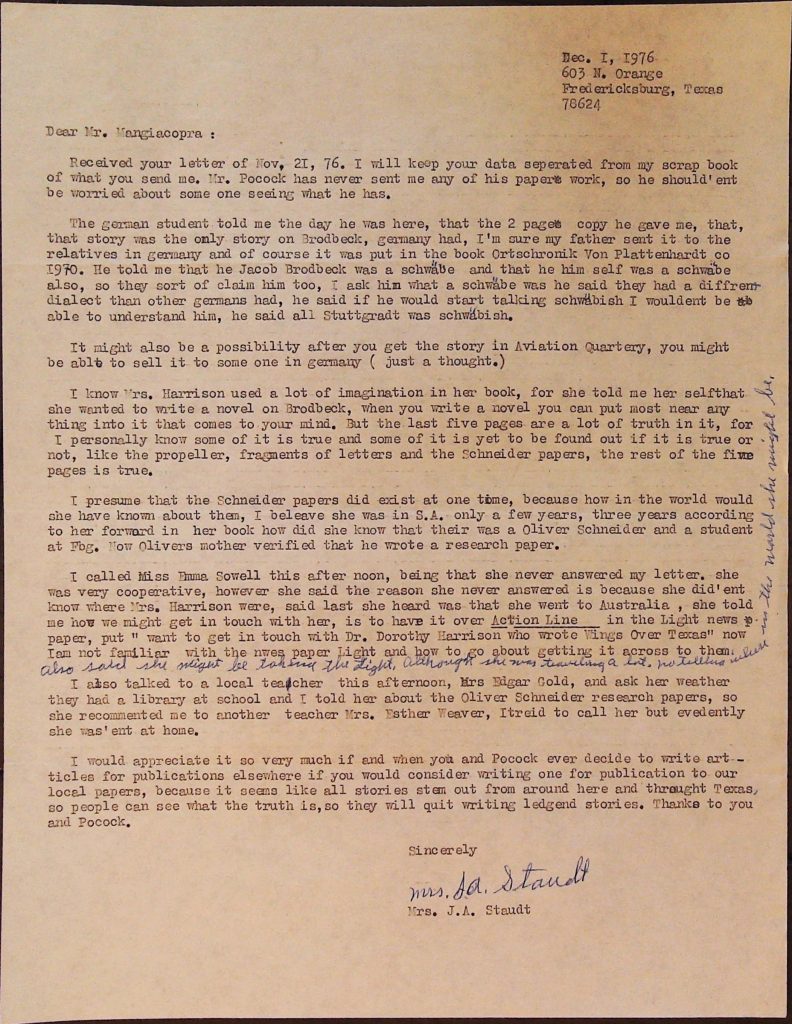 Dec. I, I976
603 N. Orange
Fredericksburg, Texas
78624
Dear Mr. Mangiacopra :
Received your letter of Nov, 2I, 76. I will keep your data seperated from my scrap book
of what you send me. Mr. Pocock has never sent me any of his papers work, so he should'ent
be worried about some one seeing what he has.
The german student told me the day he was here, that the 2 pages copy he gave me, that,
that story was the only story on Brodbeck, germany had, I'm sure my father sent it to the
relatives in germany and of course it was put in the book Ortschronik Von Plattenhardt co
I970. He told me that he Jacob Brodbeck was a schwäbe and that he him self was a schwäbe
also, so they sort of claim him too, I ask him what a schwäbe was he said they had a diffrent
dialect than other germans had, he said if he would start talking schwäbish I wouldent be
able to understand him, he said all Stuttgradt was schwäbish.
It might also be a possibility after you get the story in Aviation Quartery, you might
be able to sell it to some one in germany ( just a thought.)
I know Mrs. Harrison used a lot of imagination in her book, for she told me her selfthat
she wanted to write a novel on Brodbeck, when you write a novel you can put most near any
thing into it that comes to your mind. But the last five pages are a lot of truth in it, for
I personally know some of it is true and some of it is yet to be found out if it is true or
not, like the propeller, fragments of letters and the Schneider papers, the rest of the five
pages is true.
I presume that the Schneider papers did exist at one time, because how in the world would
she have known about them, I beleave she was in S.A. only a few years, three years according
to her forward in her book how did she know that their was a Oliver Schneider and a student
at Fbg. Now Olivers mother verified that he wrote a research paper.
I called Miss Emma Sowell this after noon, being that she never answered my letter. she
was very cooperative, however she said the reason she never answered is because she did'ent
know where Mrs. Harrison were, said last she heard was that she went to Australia , she told
me how we might get in touch with her, is to have it over Action Line in the Light news
paper, put " want to get in touch with Dr. Dorothy Harrison who wrote Wings Over Texas" now
Iam not familiar with the nwes paper Light and how to go about getting it across to them.
also said she might be taking the Light, although she was traveling a lot. no telling where
in the world she might be.
I also talked to a local teacher this afternoon, Mrs Edgar Gold, and ask her weather
they had a library at school and I told her about the Oliver Schneider research papers, so
she recommented me to another teacher Mrs. Esther Weaver, Itreid to call her but evedently
she was'ent at home.
I would appreciate it so very much if and when you and Pocock ever decide to write art -
ticles for publications elsewhere if you would consider writing one for publication to our
local papers, because it seems like all stories stem out from around here and throught Texas,
so people can see what the truth is,so they will quit writing ledgend stories. Thanks to you
and Pocock.
Sincerely
Mrs. J.A. Staudt
Mrs. J.A. Staudt